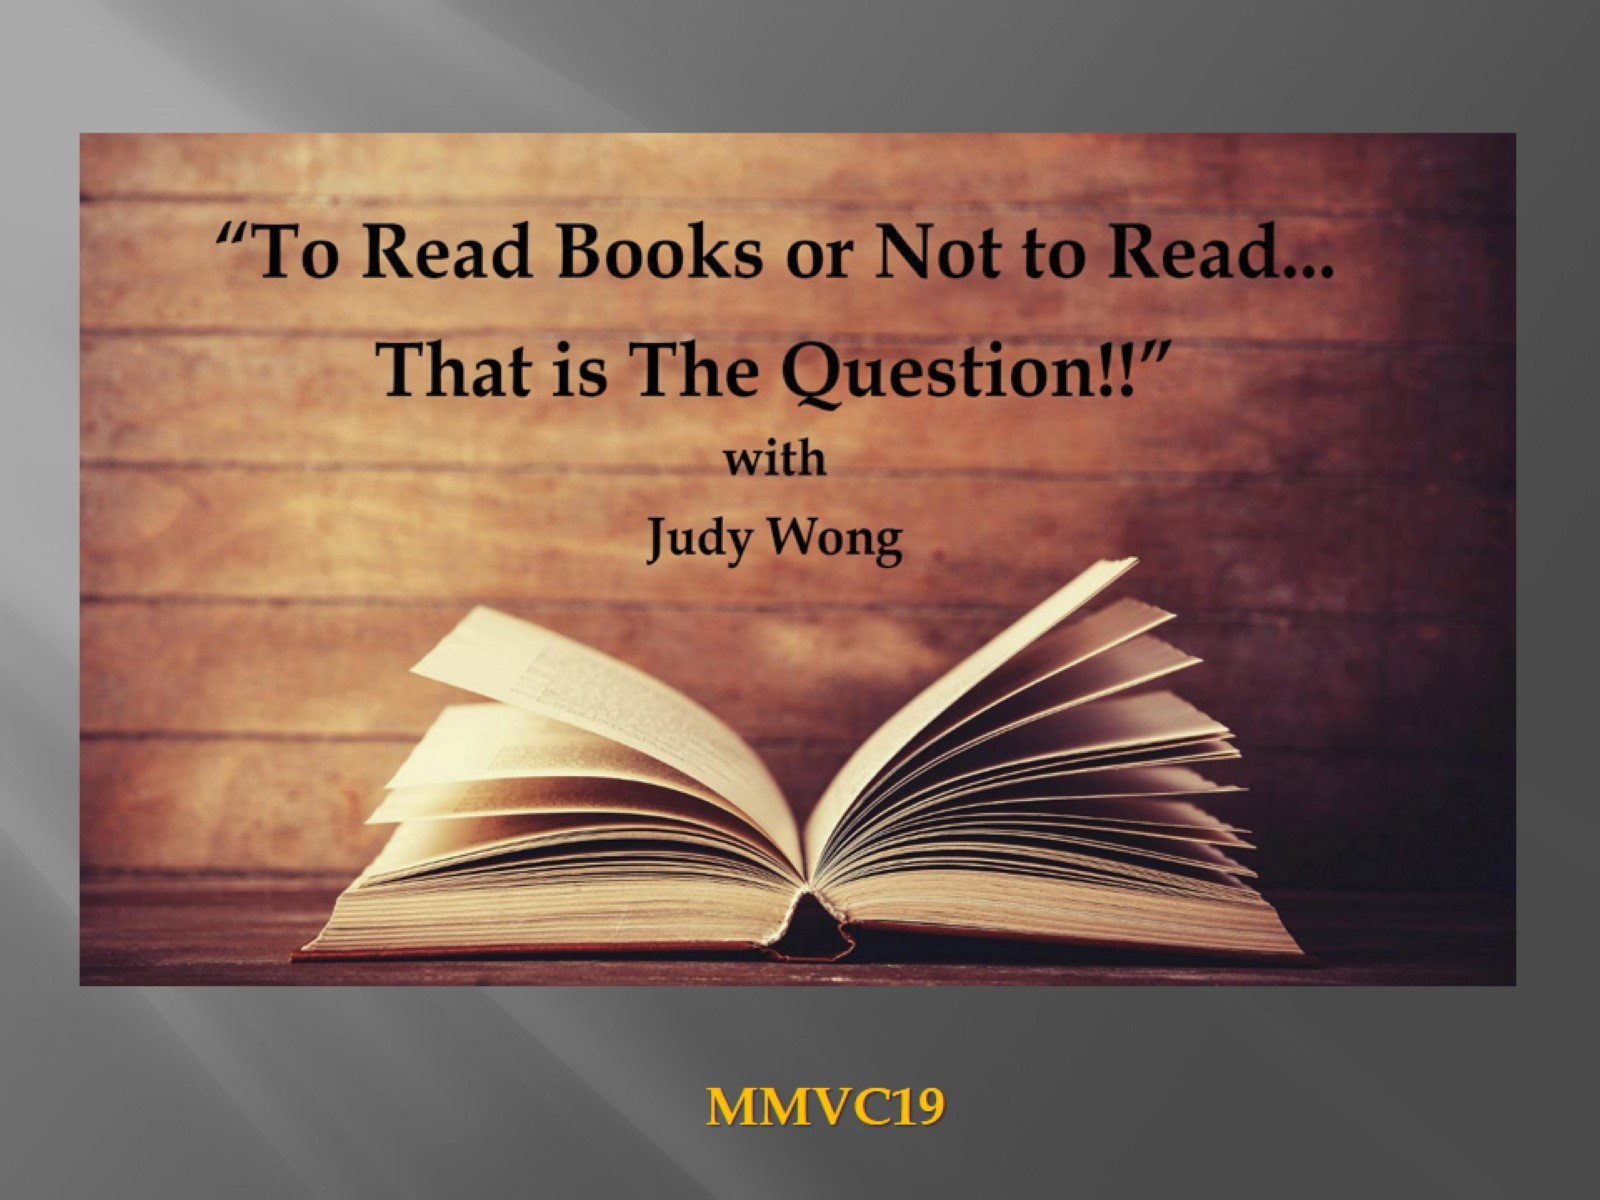 “To Read Books or Not to Read...
That is The Question!!”
with
Judy Wong
MMVC19